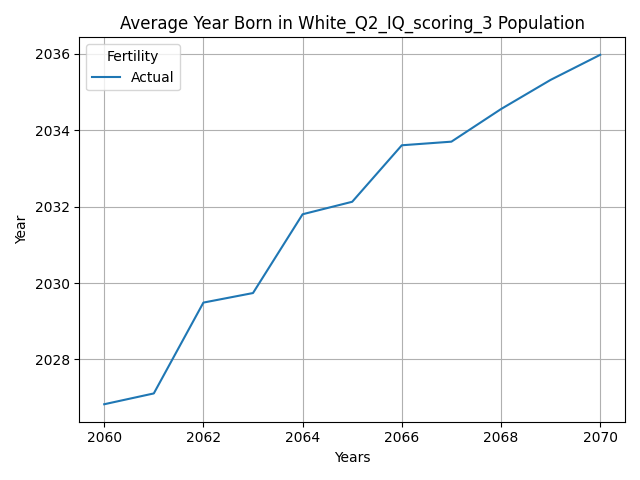 Average Year Born in White_Q2_IQ_scoring_3 Population
Fertility
Actual
2036
2034
2032
2030
2028
Year
2060 2062 2064 2066 2068 2070
Years